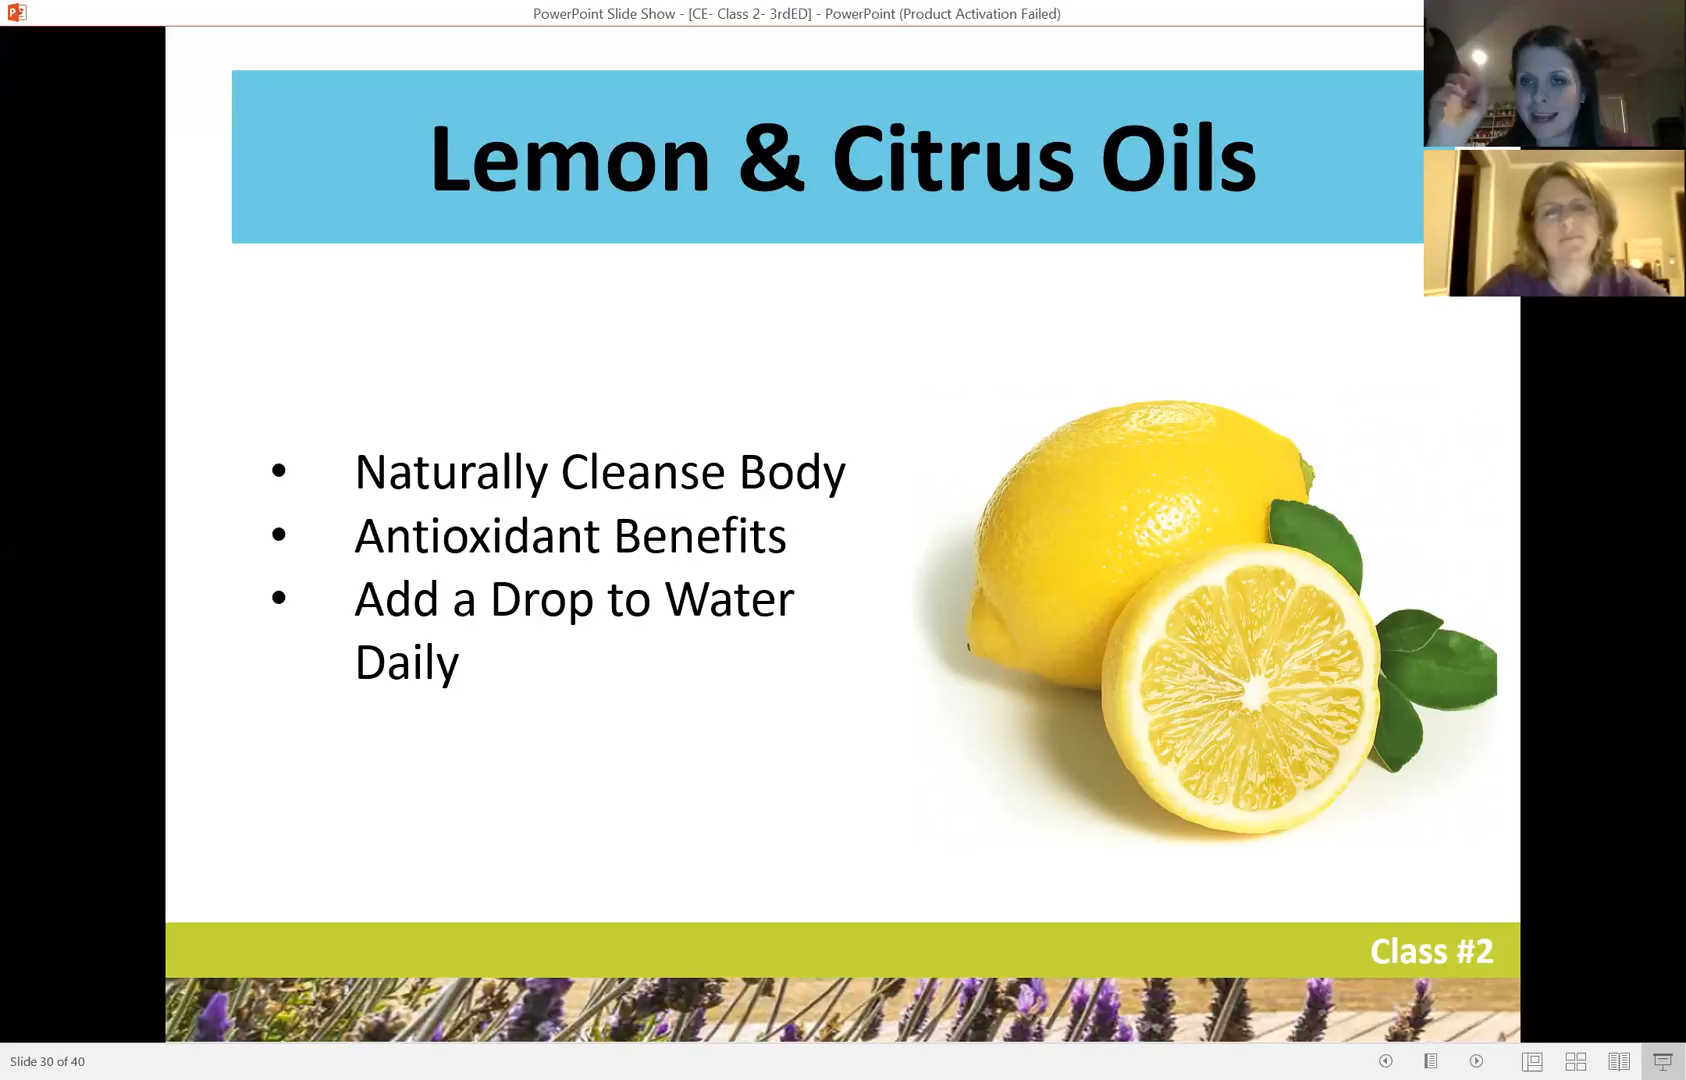 PowerPoint Slide Show - [CE- Class 2- 3rdED] - PowerPoint (Product Activation Failed)
Lemon & Citrus Oils
• Naturally Cleanse Body
• Antioxidant Benefits
• Add a Drop to Water
Daily
Class #2
Slide 30 of 40